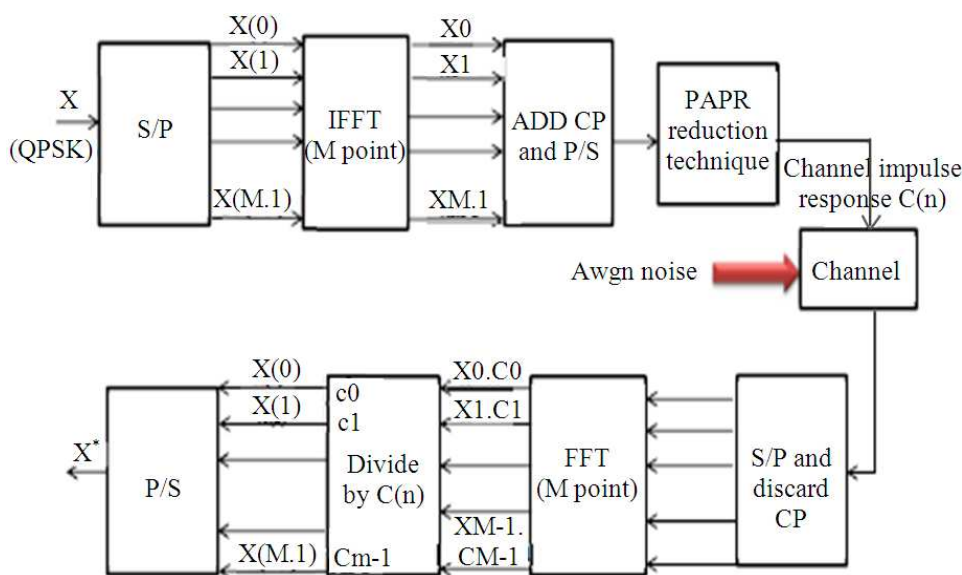 X
(QPSK)
S/P
X(0)
X(1)
X(M.1)
IFFT
(M point)
X0
X1
XM.1
ADD CP
and P/S
PAPR
reduction
technique
Channel impulse
response C(n)
Awgn noise
Channel
S/P and
discard
CP
FFT
(M point)
X0.C0
X1.C1
XM-1.
CM-1
c0
c1
Divide
by C(n)
Cm-1
X(0)
X(1)
X(M.1)
P/S
X*